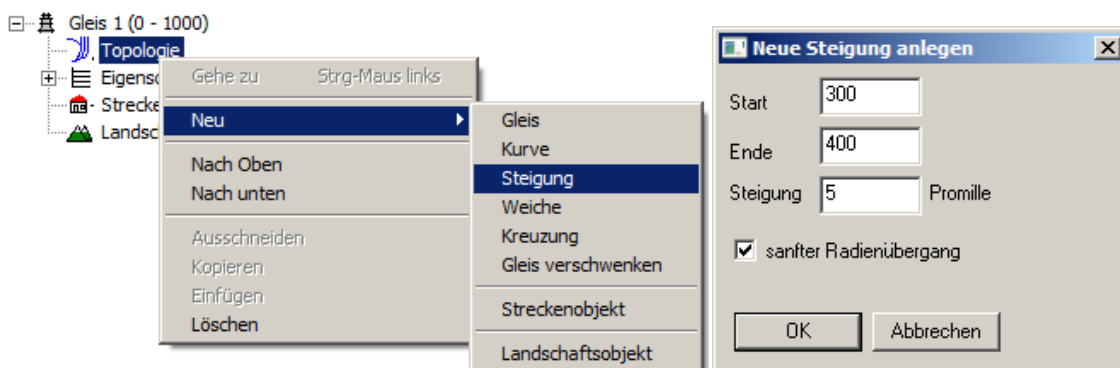 Gleis 1 (0 - 1000)
Topologie
Eigensc
Strecke
Landsc
Gehe zu Strg-Maus links
Neu
Nach Oben
Nach unten
Ausschneiden
Kopieren
Einfügen
Löschen
Gleis
Kurve
Steigung
Weiche
Kreuzung
Gleis verschwenken
Streckenobjekt
Landschaftsobjekt
Neue Steigung anlegen
Start 300
Ende 400
Steigung 5 Promille
sanfter Radienübergang
OK Abbrechen